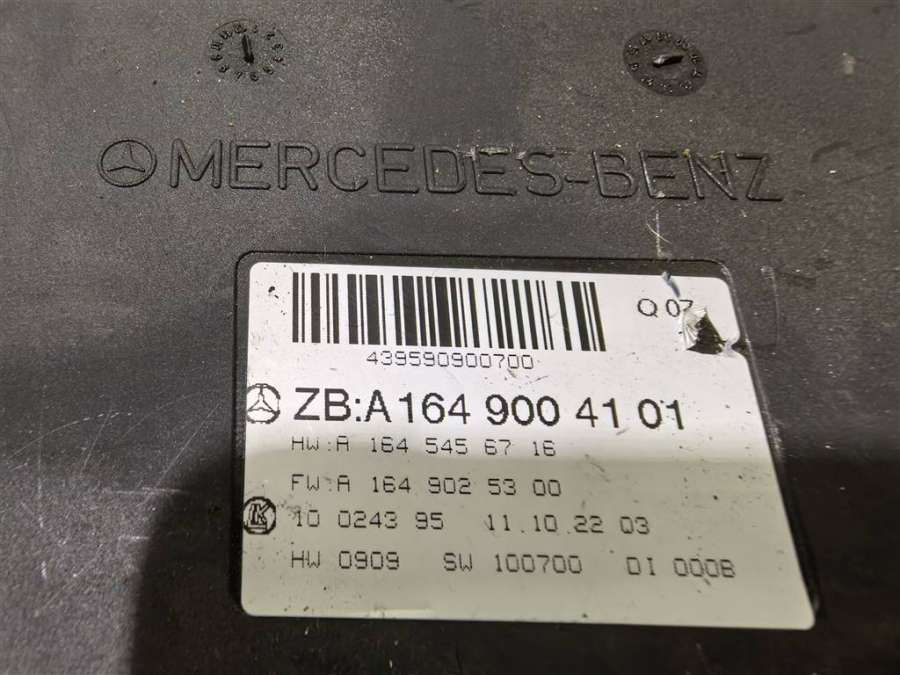 MERCEDES-BENZ
Q 07
439590900700
ZB:A 164 900 41 01
HW:A 164 545 67 16
FW:A 164 902 53 00
10 0243 95 11.10.22 03
HW 0909 SW 100700 DI 000B